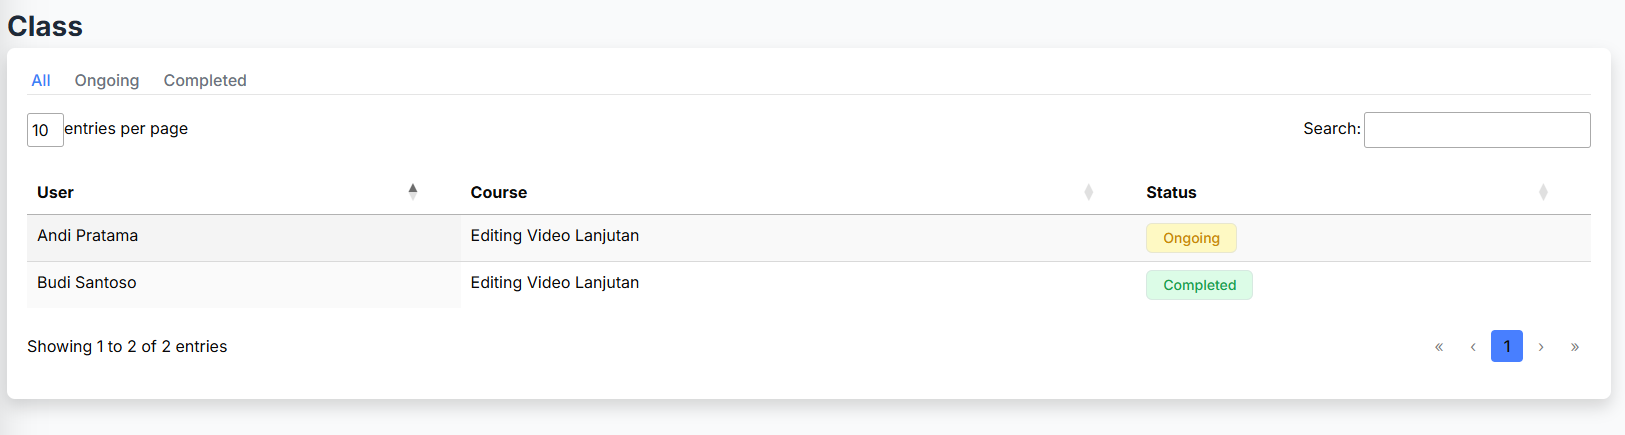 Class
All Ongoing Completed
10 entries per page Search:
User Course Status
Andi Pratama Editing Video Lanjutan Ongoing
Budi Santoso Editing Video Lanjutan Completed
Showing 1 to 2 of 2 entries « ‹ 1 › »